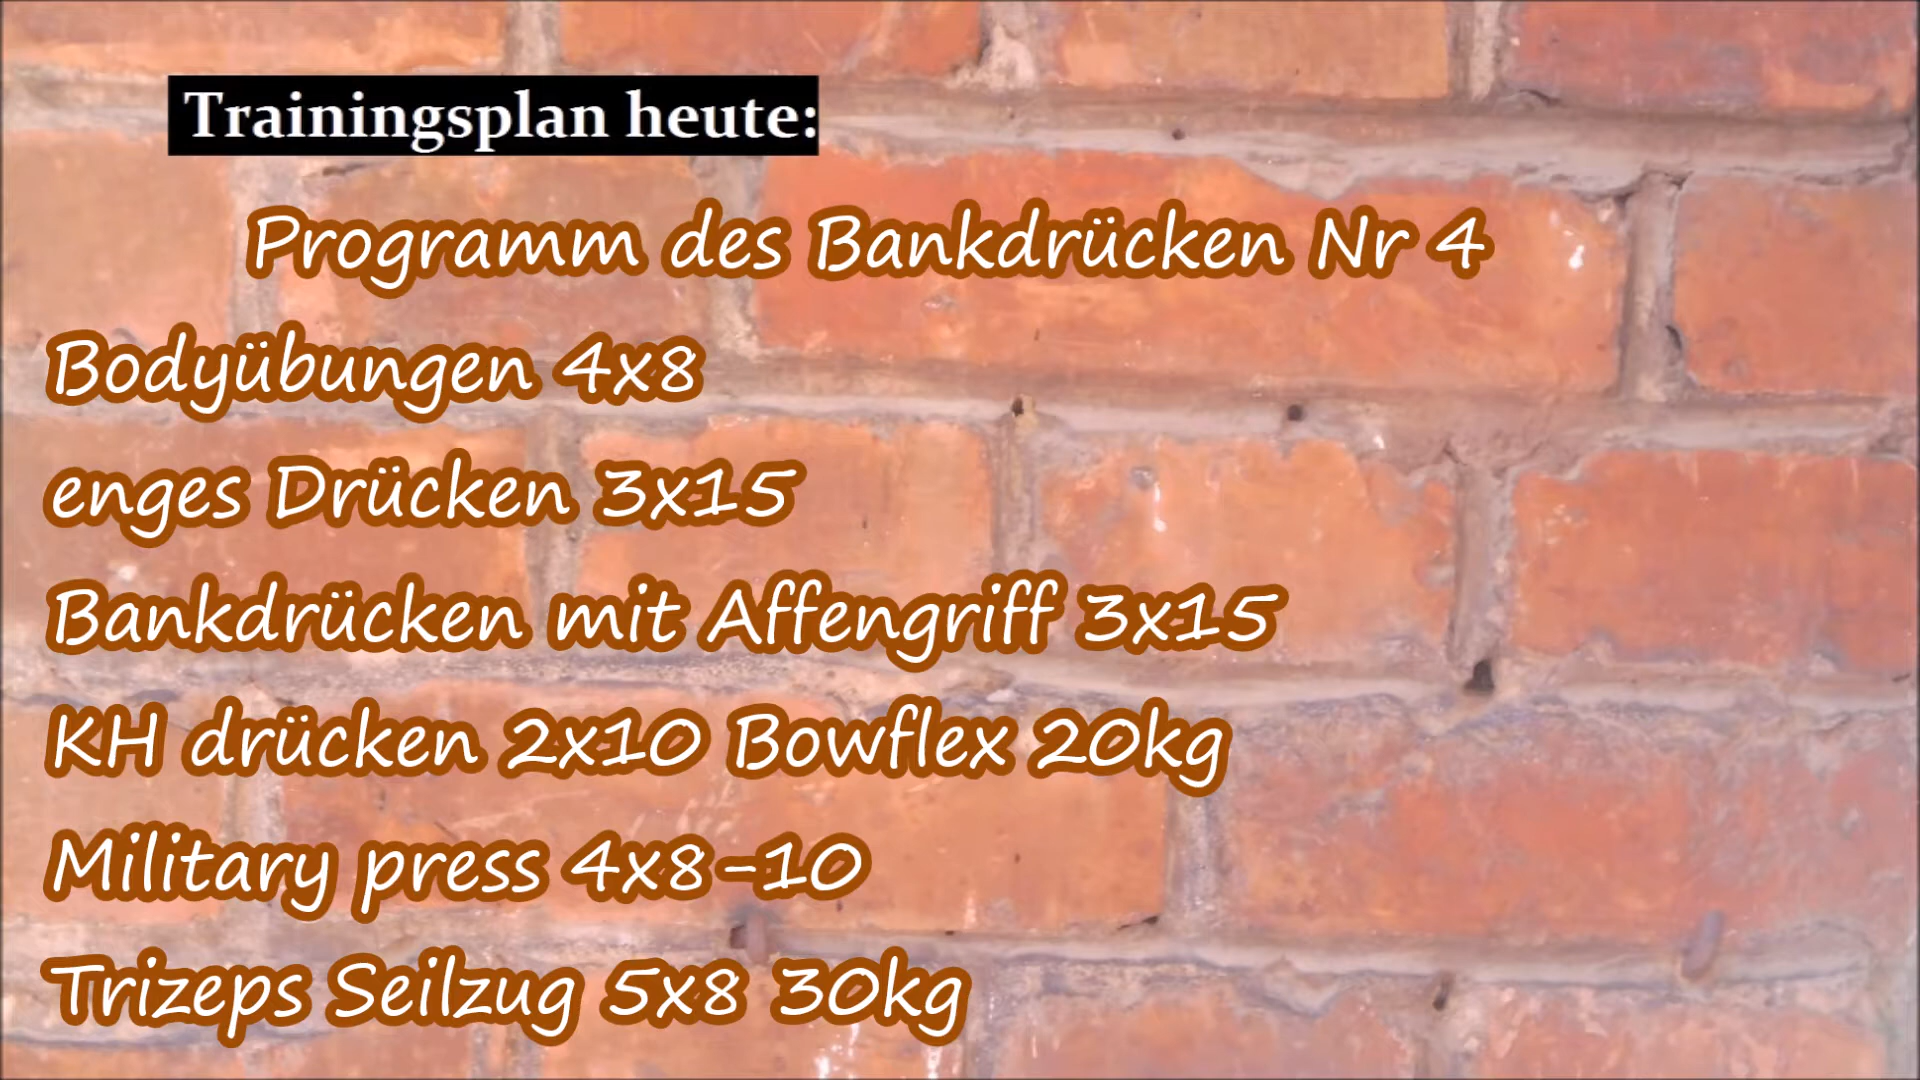 Trainingsplan heute:
Programm des Bankdrücken Nr 4
Bodyübungen 4x8
enges Drücken 3x15
Bankdrücken mit Affengriff 3x15
KH drücken 2x10 Bowflex 20kg
Military press 4x8-10
Trizeps Seilzug 5x8 30kg